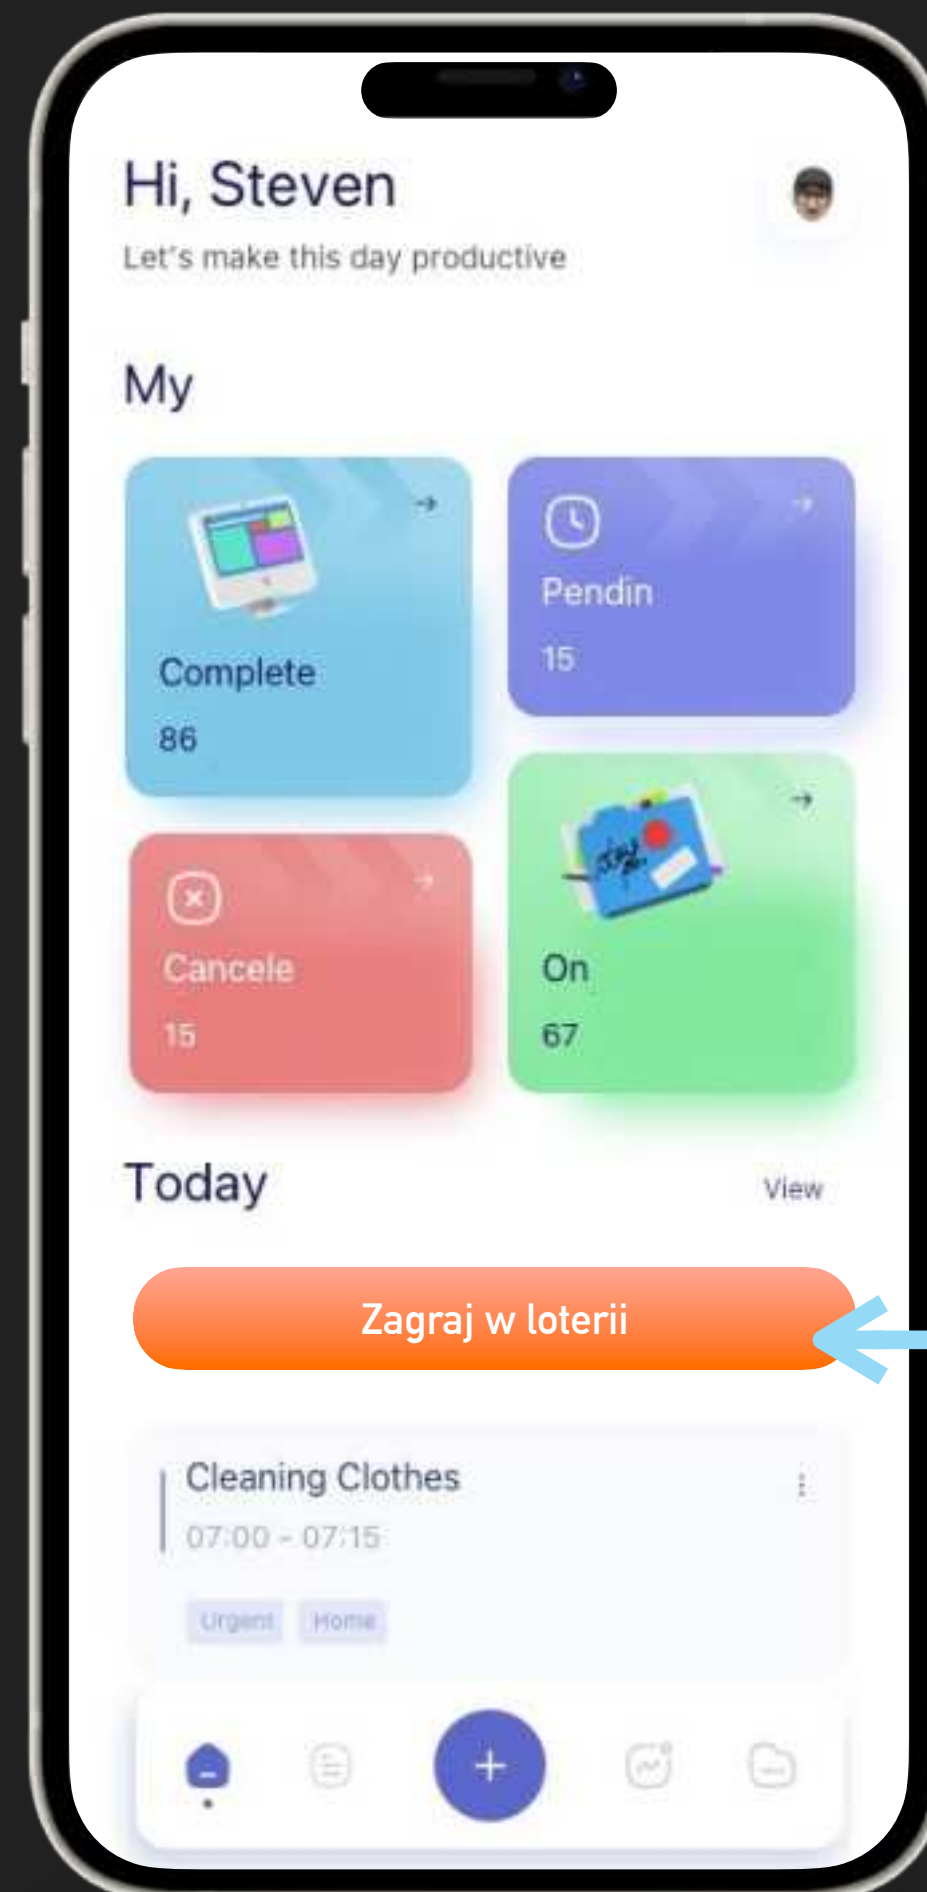 Hi, Steven
Let's make this day productive
My
Complete
86
Pendin
15
Cancele
15
On
67
Today
View
Zagraj w loterii
Cleaning Clothes
07:00 - 07:15
Urgent Home